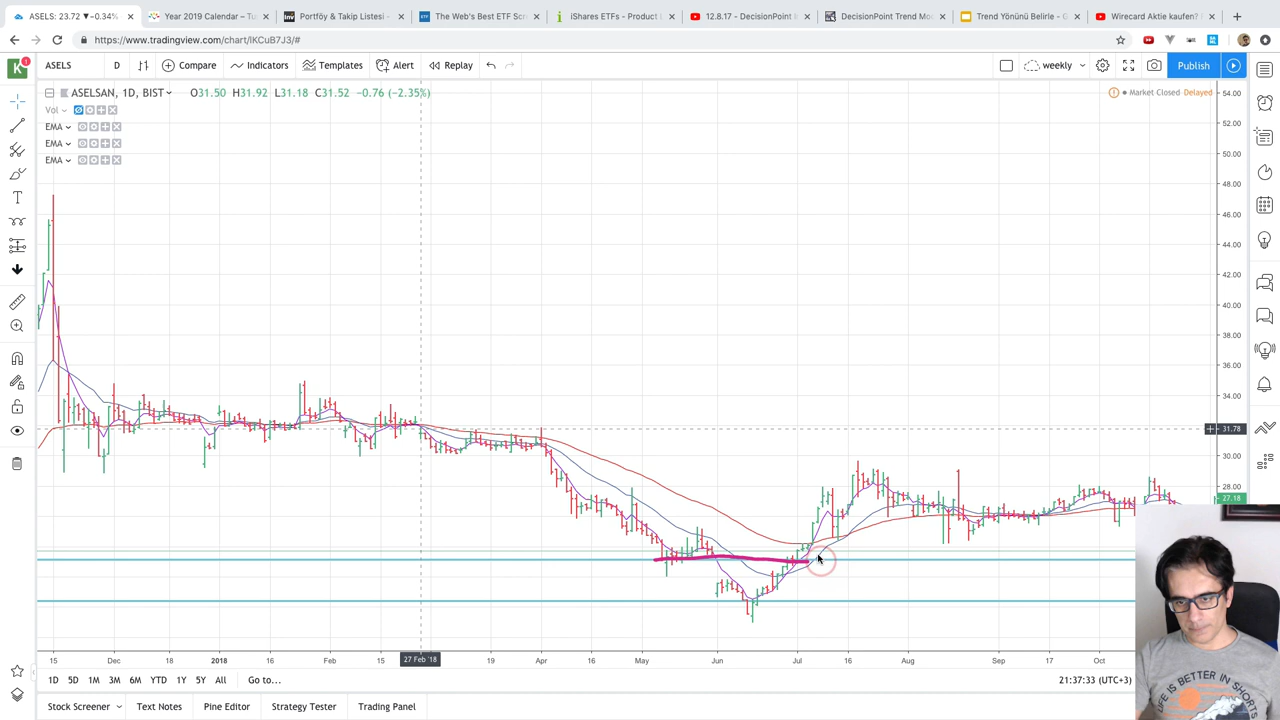 ASELS: 23.72 ▼−0.34%
Year 2019 Calendar – Tu
Portföy & Takip Listesi -
The Web's Best ETF Scr
iShares ETFs - Product L
12.8.17 - DecisionPoint
DecisionPoint Trend Mo
Trend Yönünü Belirle - G
Wirecard Aktie kaufen?
https://www.tradingview.com/chart/lKCuB7J3/#
K 1
ASELS
D
Compare
Indicators
Templates
Alert
Replay
weekly
Publish
ASELSAN, 1D, BIST
O31.50 H31.92 L31.18 C31.52 −0.76 (−2.35%)
Market Closed Delayed
Vol
EMA
EMA
EMA
54.00
52.00
50.00
48.00
46.00
44.00
42.00
40.00
38.00
36.00
34.00
31.78
30.00
28.00
27.18
15 Dec 18 2018 16 Feb 15 27 Feb '18 19 Apr 16 May Jun Jul 16 Aug Sep 17 Oct
1D 5D 1M 3M 6M YTD 1Y 5Y All Go to...
21:37:33 (UTC+3)
Stock Screener
Text Notes
Pine Editor
Strategy Tester
Trading Panel
LIFE IS BETTER IN SHORTS